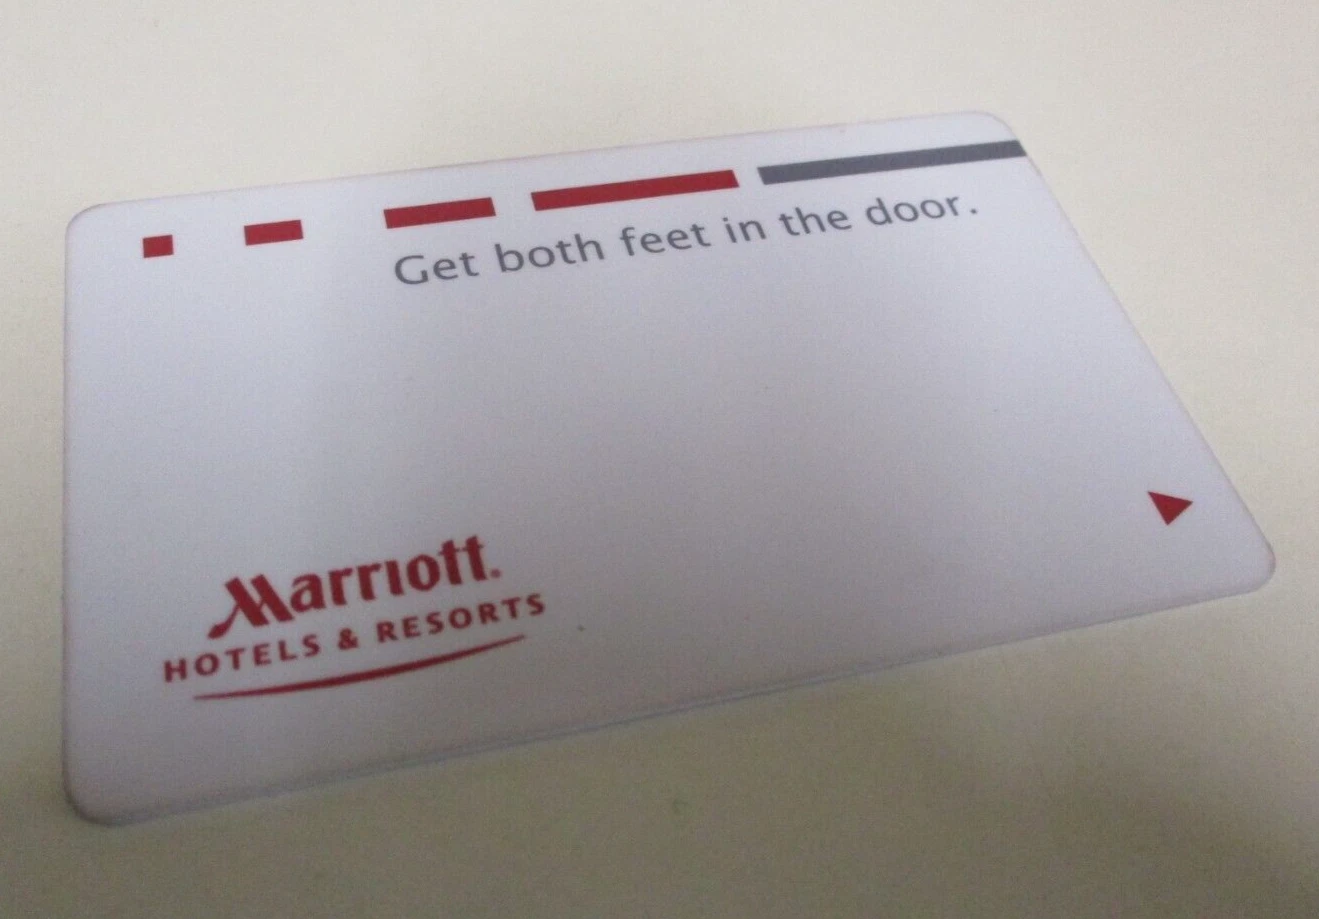 Get both feet in the door.
Marriott®
HOTELS & RESORTS